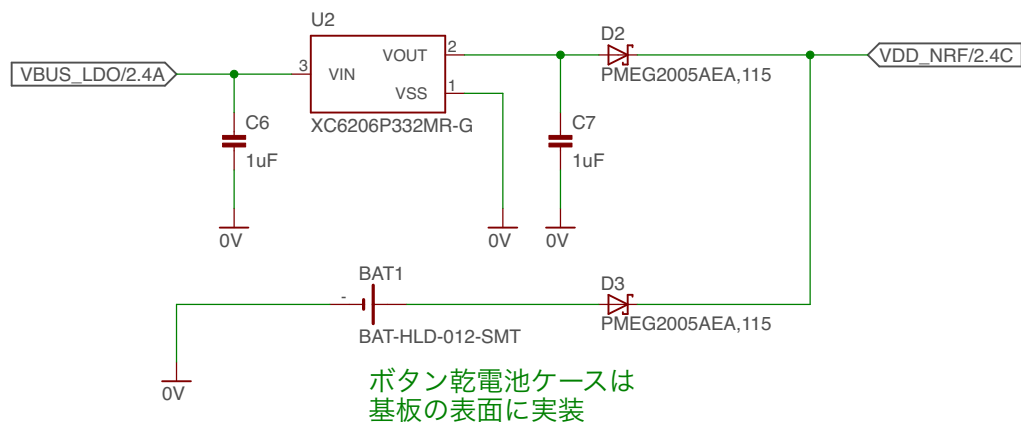 U2
D2
VBUS_LDO/2.4A
3
VIN
VOUT
2
VSS
1
PMEG2005AEA,115
VDD_NRF/2.4C
XC6206P332MR-G
C6
1uF
C7
1uF
0V
0V
0V
BAT1
-
BAT-HLD-012-SMT
D3
PMEG2005AEA,115
0V
ボタン乾電池ケースは
基板の表面に実装